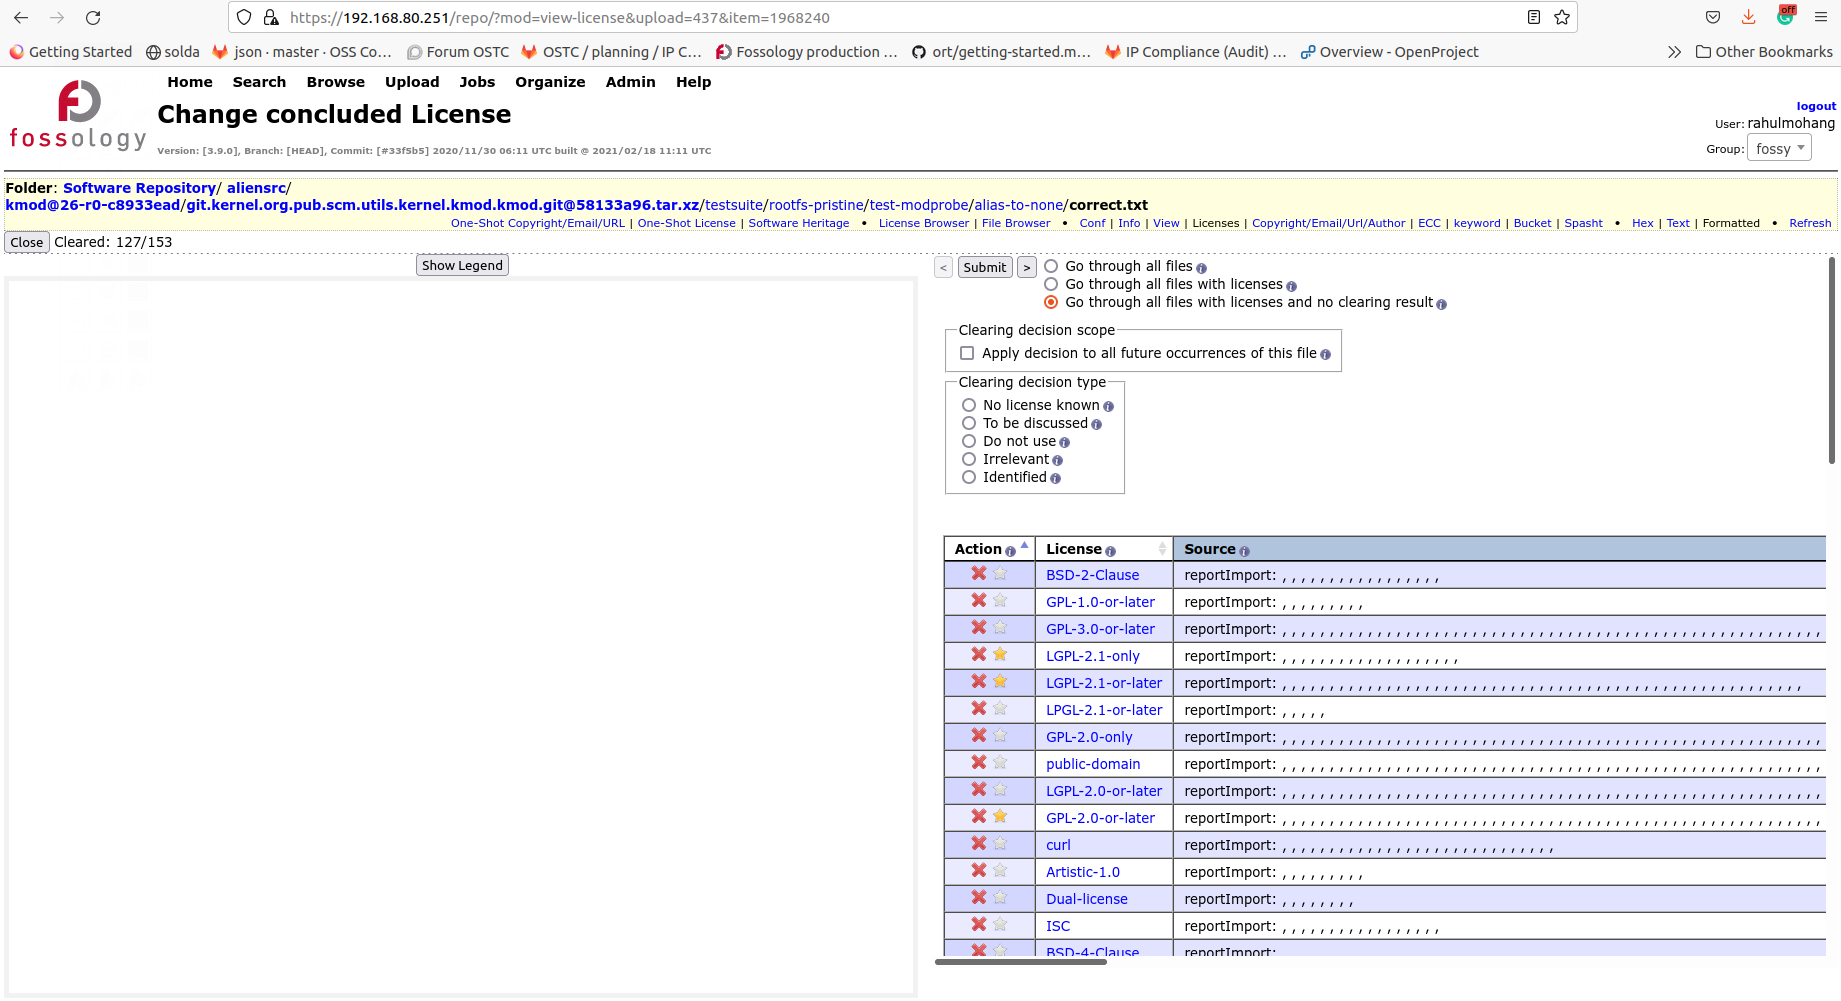 https://192.168.80.251/repo/?mod=view-license&upload=437&item=1968240
off
Getting Started solda json · master · OSS Co… Forum OSTC OSTC / planning / IP C… Fossology production … ort/getting-started.m… IP Compliance (Audit) … Overview - OpenProject Other Bookmarks
Home Search Browse Upload Jobs Organize Admin Help
fossology
Change concluded License
Version: [3.9.0], Branch: [HEAD], Commit: [#33f5b5] 2020/11/30 06:11 UTC built @ 2021/02/18 11:11 UTC
logout
User: rahulmohang
Group: fossy
Folder: Software Repository/ aliensrc/
kmod@26-r0-c8933ead/git.kernel.org.pub.scm.utils.kernel.kmod.kmod.git@58133a96.tar.xz/testsuite/rootfs-pristine/test-modprobe/alias-to-none/correct.txt
One-Shot Copyright/Email/URL | One-Shot License | Software Heritage • License Browser | File Browser • Conf | Info | View | Licenses | Copyright/Email/Url/Author | ECC | keyword | Bucket | Spasht • Hex | Text | Formatted • Refresh
Close Cleared: 127/153
Show Legend
< Submit > Go through all files
Go through all files with licenses
Go through all files with licenses and no clearing result
Clearing decision scope
Apply decision to all future occurrences of this file
Clearing decision type
No license known
To be discussed
Do not use
Irrelevant
Identified
Action License Source
BSD-2-Clause reportImport: , , , , , , , , , , , , , , , , ,
GPL-1.0-or-later reportImport: , , , , , , , , ,
GPL-3.0-or-later reportImport: , , , , , , , , , , , , , , , , , , , , , , , , , , , , , , , , , , , , , , , , , , , , , , , , , , , , , , , , , ,
LGPL-2.1-only reportImport: , , , , , , , , , , , , , , , , , , ,
LGPL-2.1-or-later reportImport: , , , , , , , , , , , , , , , , , , , , , , , , , , , , , , , , , , , , , , , , , , , , , , , , , , , , , , , ,
LPGL-2.1-or-later reportImport: , , , , ,
GPL-2.0-only reportImport: , , , , , , , , , , , , , , , , , , , , , , , , , , , , , , , , , , , , , , , , , , , , , , , , , , , , , , , , , ,
public-domain reportImport: , , , , , , , , , , , , , , , , , , , , , , , , , , , , , , , , , , , , , , , , , , , , , , , , , , , , , , , , , ,
LGPL-2.0-or-later reportImport: , , , , , , , , , , , , , , , , , , , , , , , , , , , , , , , , , , , , , , , , , , , , , , , , , , , , , , , , , ,
GPL-2.0-or-later reportImport: , , , , , , , , , , , , , , , , , , , , , , , , , , , , , , , , , , , , , , , , , , , , , , , , , , , , , , , , , ,
curl reportImport: , , , , , , , , , , , , , , , , , , , , , , , , , , , , ,
Artistic-1.0 reportImport: , , , , , , , , ,
Dual-license reportImport: , , , , , , , ,
ISC reportImport: , , , , , , , , , , , , , , , , ,
BSD-4-Clause reportImport: